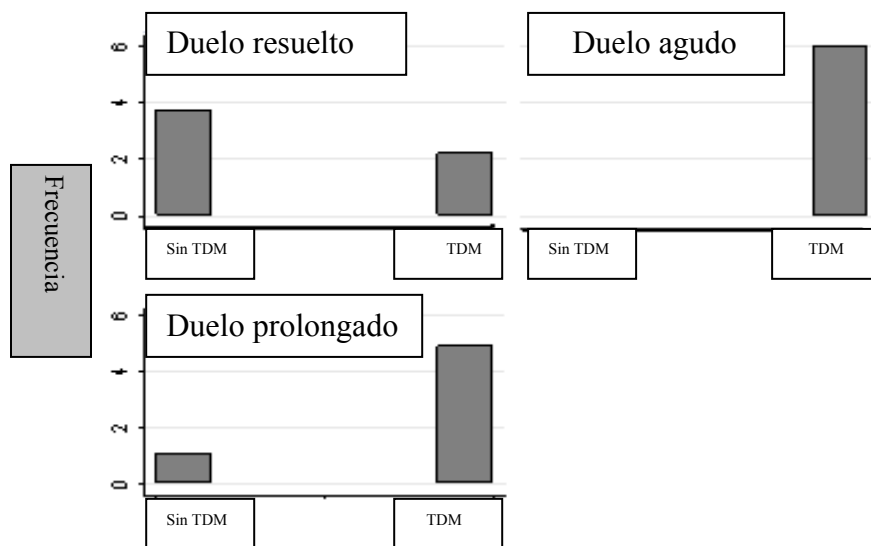 Duelo resuelto
Duelo agudo
6
4
2
0
Sin TDM
TDM
Sin TDM
TDM
Frecuencia
Duelo prolongado
6
4
2
0
Sin TDM
TDM